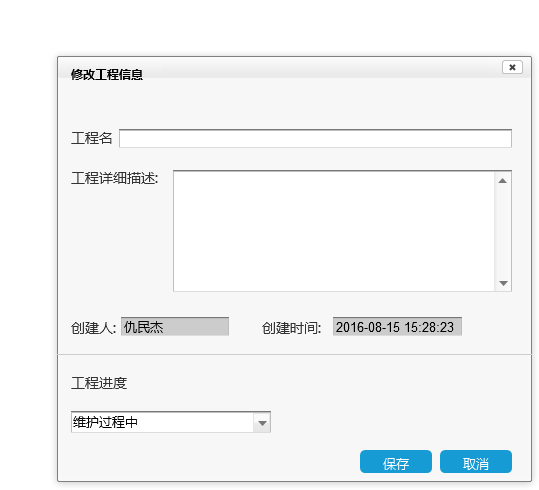 修改工程信息
工程名
工程详细描述:
创建人: 仇民杰 创建时间: 2016-08-15 15:28:23
工程进度
维护过程中
保存 取消